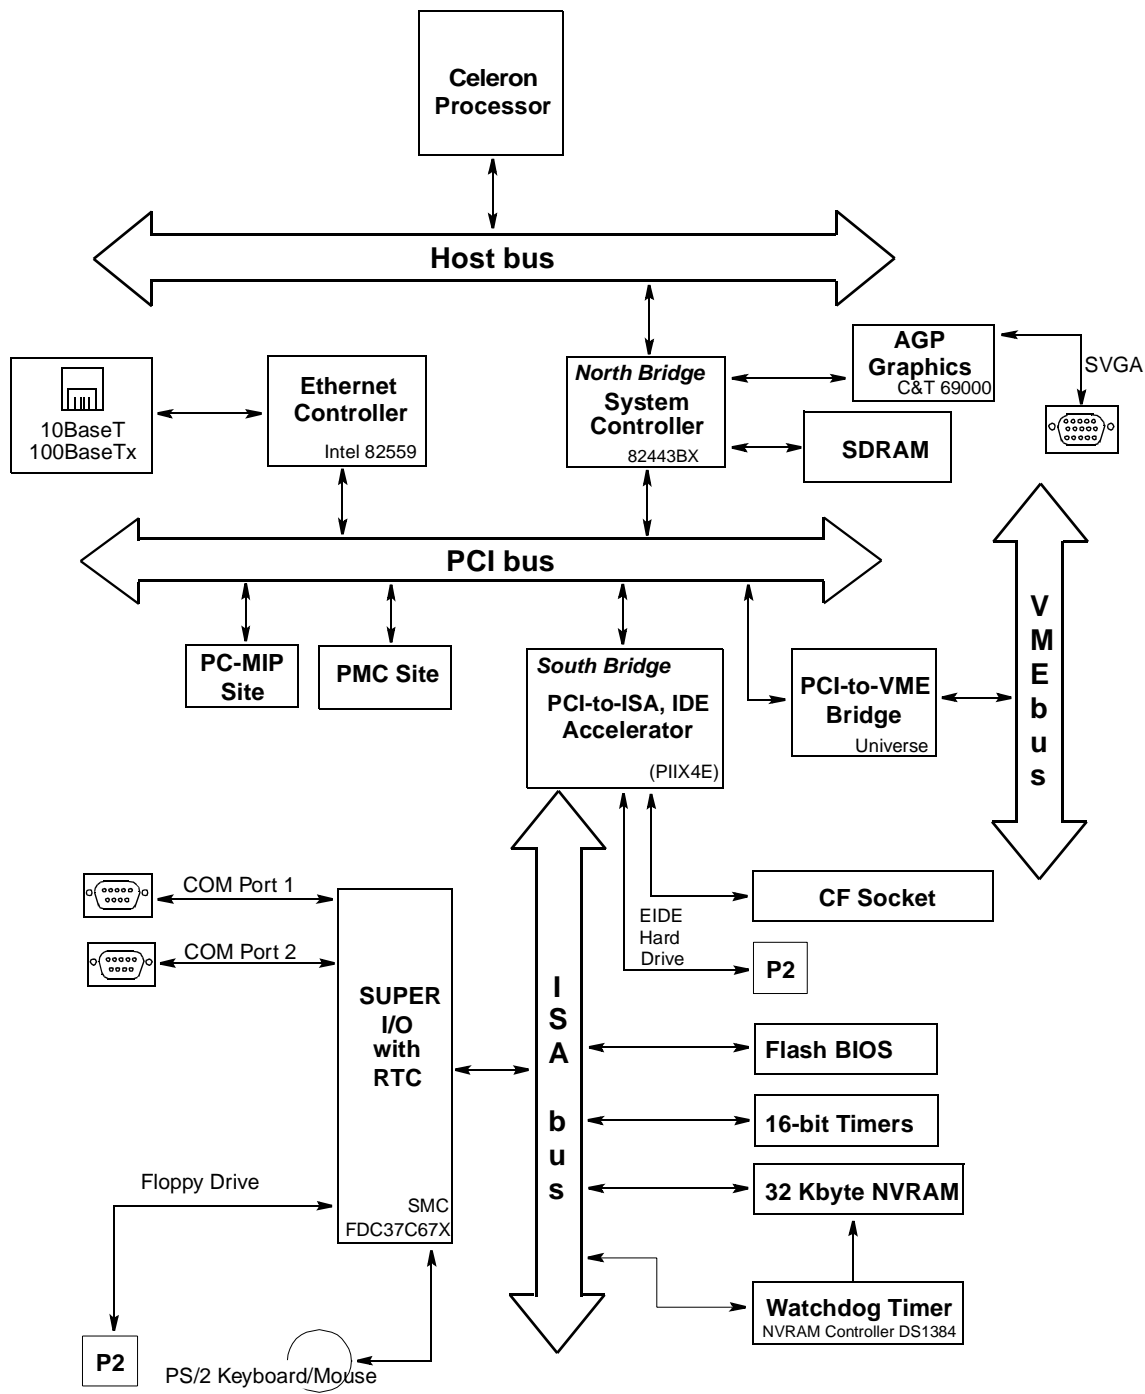 Celeron
Processor
Host bus
10BaseT
100BaseTx
Ethernet
Controller
Intel 82559
North Bridge
System
Controller
82443BX
AGP
Graphics
C&T 69000
SVGA
SDRAM
PCI bus
VMEbus
PC-MIP
Site
PMC Site
South Bridge
PCI-to-ISA, IDE
Accelerator
(PIIX4E)
PCI-to-VME
Bridge
Universe
COM Port 1
COM Port 2
SUPER
I/O
with
RTC
SMC
FDC37C67X
ISA bus
EIDE
Hard
Drive
CF Socket
P2
Flash BIOS
16-bit Timers
32 Kbyte NVRAM
Watchdog Timer
NVRAM Controller DS1384
Floppy Drive
P2
PS/2 Keyboard/Mouse